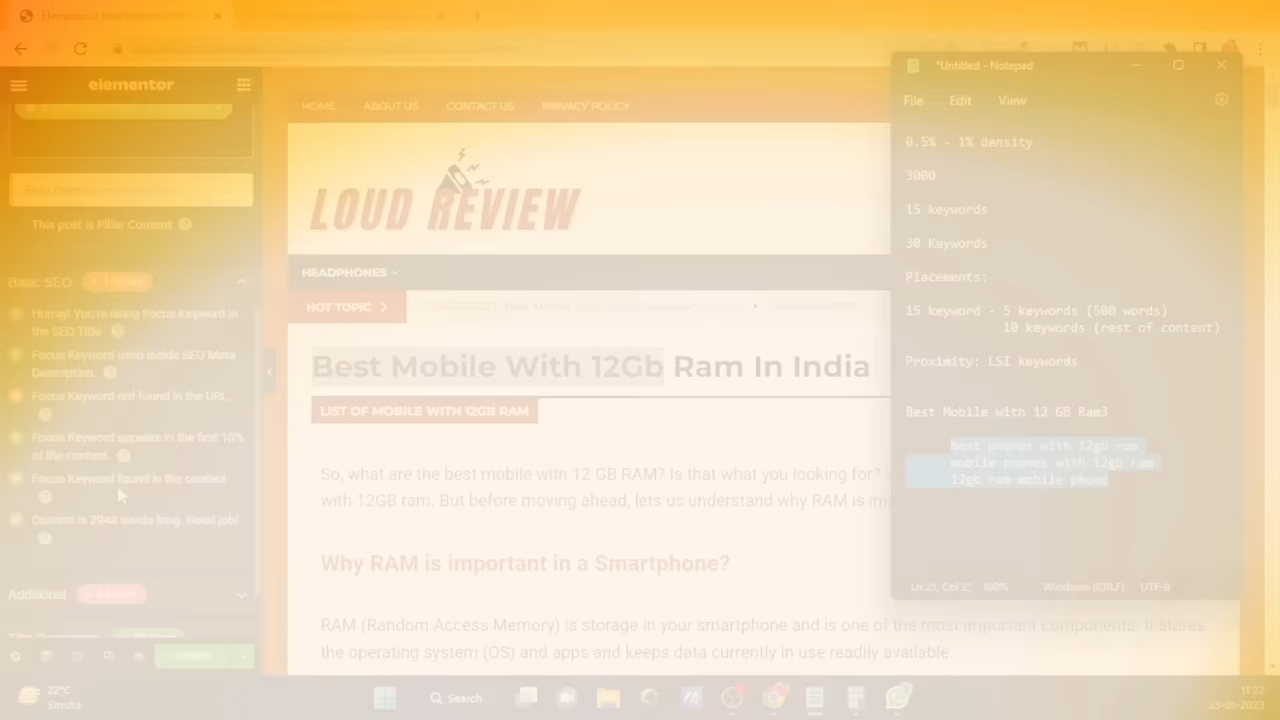 elementor
This post is Pillar Content
Basic SEO
Hurray! You're using Focus Keyword in
the SEO Title.
Focus Keyword used inside SEO Meta
Description.
Focus Keyword not found in the URL.
Focus Keyword appears in the first 10%
of the content.
Focus Keyword found in the content.
Content is 2948 words long. Good job!
Additional
HOME ABOUT US CONTACT US PRIVACY POLICY
LOUD REVIEW
HEADPHONES
HOT TOPIC
Best Mobile With 12Gb Ram In India
LIST OF MOBILE WITH 12GB RAM
So, what are the best mobile with 12 GB RAM? Is that what you looking for?
with 12GB ram. But before moving ahead, lets us understand why RAM is
Why RAM is important in a Smartphone?
RAM (Random Access Memory) is storage in your smartphone and is one of the most important components. It stores
the operating system (OS) and apps and keeps data currently in use readily available.
*Untitled - Notepad
File Edit View
0.5% - 1% density
3000
15 keywords
30 Keywords
Placements:
15 keyword - 5 keywords (500 words)
10 keywords (rest of content)
Proximity: LSI keywords
Best Mobile with 12 GB Ram3
best phones with 12gb ram
mobile phones with 12gb ram
12gb ram mobile phone
100% Windows (CRLF) UTF-8
22°C
Smoke
Search
11:27